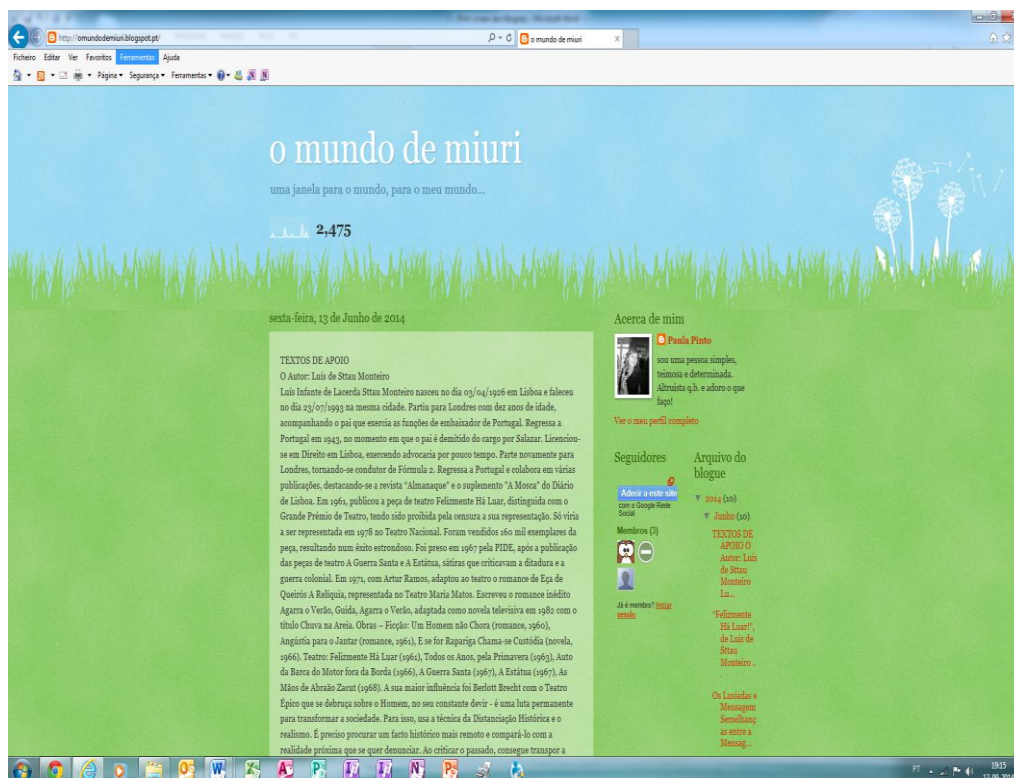 http://omundodemiuri.blogspot.pt/
o mundo de miuri
Ficheiro Editar Ver Favoritos Ferramentas Ajuda
Página Segurança Ferramentas
o mundo de miuri
uma janela para o mundo, para o meu mundo...
2,475
sexta-feira, 13 de Junho de 2014
TEXTOS DE APOIO
O Autor: Luís de Sttau Monteiro
Luís Infante de Lacerda Sttau Monteiro nasceu no dia 03/04/1926 em Lisboa e faleceu
no dia 23/07/1993 na mesma cidade. Partiu para Londres com dez anos de idade,
acompanhando o pai que exercia as funções de embaixador de Portugal. Regressa a
Portugal em 1943, no momento em que o pai é demitido do cargo por Salazar. Licenciou-
se em Direito em Lisboa, exercendo advocacia por pouco tempo. Parte novamente para
Londres, tornando-se condutor de Fórmula 2. Regressa a Portugal e colabora em várias
publicações, destacando-se a revista "Almanaque" e o suplemento "A Mosca" do Diário
de Lisboa. Em 1961, publicou a peça de teatro Felizmente Há Luar, distinguida com o
Grande Prémio de Teatro, tendo sido proibida pela censura a sua representação. Só viria
a ser representada em 1978 no Teatro Nacional. Foram vendidos 160 mil exemplares da
peça, resultando num êxito estrondoso. Foi preso em 1967 pela PIDE, após a publicação
das peças de teatro A Guerra Santa e A Estátua, sátiras que criticavam a ditadura e a
guerra colonial. Em 1971, com Artur Ramos, adaptou ao teatro o romance de Eça de
Queirós A Relíquia, representada no Teatro Maria Matos. Escreveu o romance inédito
Agarra o Verão, Guida, Agarra o Verão, adaptada como novela televisiva em 1982 com o
título Chuva na Areia. Obras – Ficção: Um Homem não Chora (romance, 1960),
Angústia para o Jantar (romance, 1961), E se for Rapariga Chama-se Custódia (novela,
1966). Teatro: Felizmente Há Luar (1961), Todos os Anos, pela Primavera (1963), Auto
da Barca do Motor fora da Borda (1966), A Guerra Santa (1967), A Estátua (1967), As
Mãos de Abraão Zacut (1968). A sua maior influência foi Berlott Brecht com o Teatro
Épico que se debruça sobre o Homem, no seu constante devir - é uma luta permanente
para transformar a sociedade. Para isso, usa a técnica da Distanciação Histórica e o
realismo. É preciso procurar um facto histórico mais remoto e compará-lo com a
realidade próxima que se quer denunciar. Ao criticar o passado, consegue transpor a
Acerca de mim
Paula Pinto
sou uma pessoa simples,
teimosa e determinada.
Altruista q.b. e adoro o que
faço!
Ver o meu perfil completo
Seguidores
Aderir a este site
com o Google Rede
Social
Membros (3)
Já é membro? Iniciar
sessão
Arquivo do
blogue
▼ 2014 (10)
▼ Junho (10)
TEXTOS DE
APOIO O
Autor: Luís
de Sttau
Monteiro
Lu...
"Felizmente
Há Luar!",
de Luís de
Sttau
Monteiro ..
.
Os Lusíadas e
Mensagem
Semelhanç
as entre a
Mensag...
PT
19:15